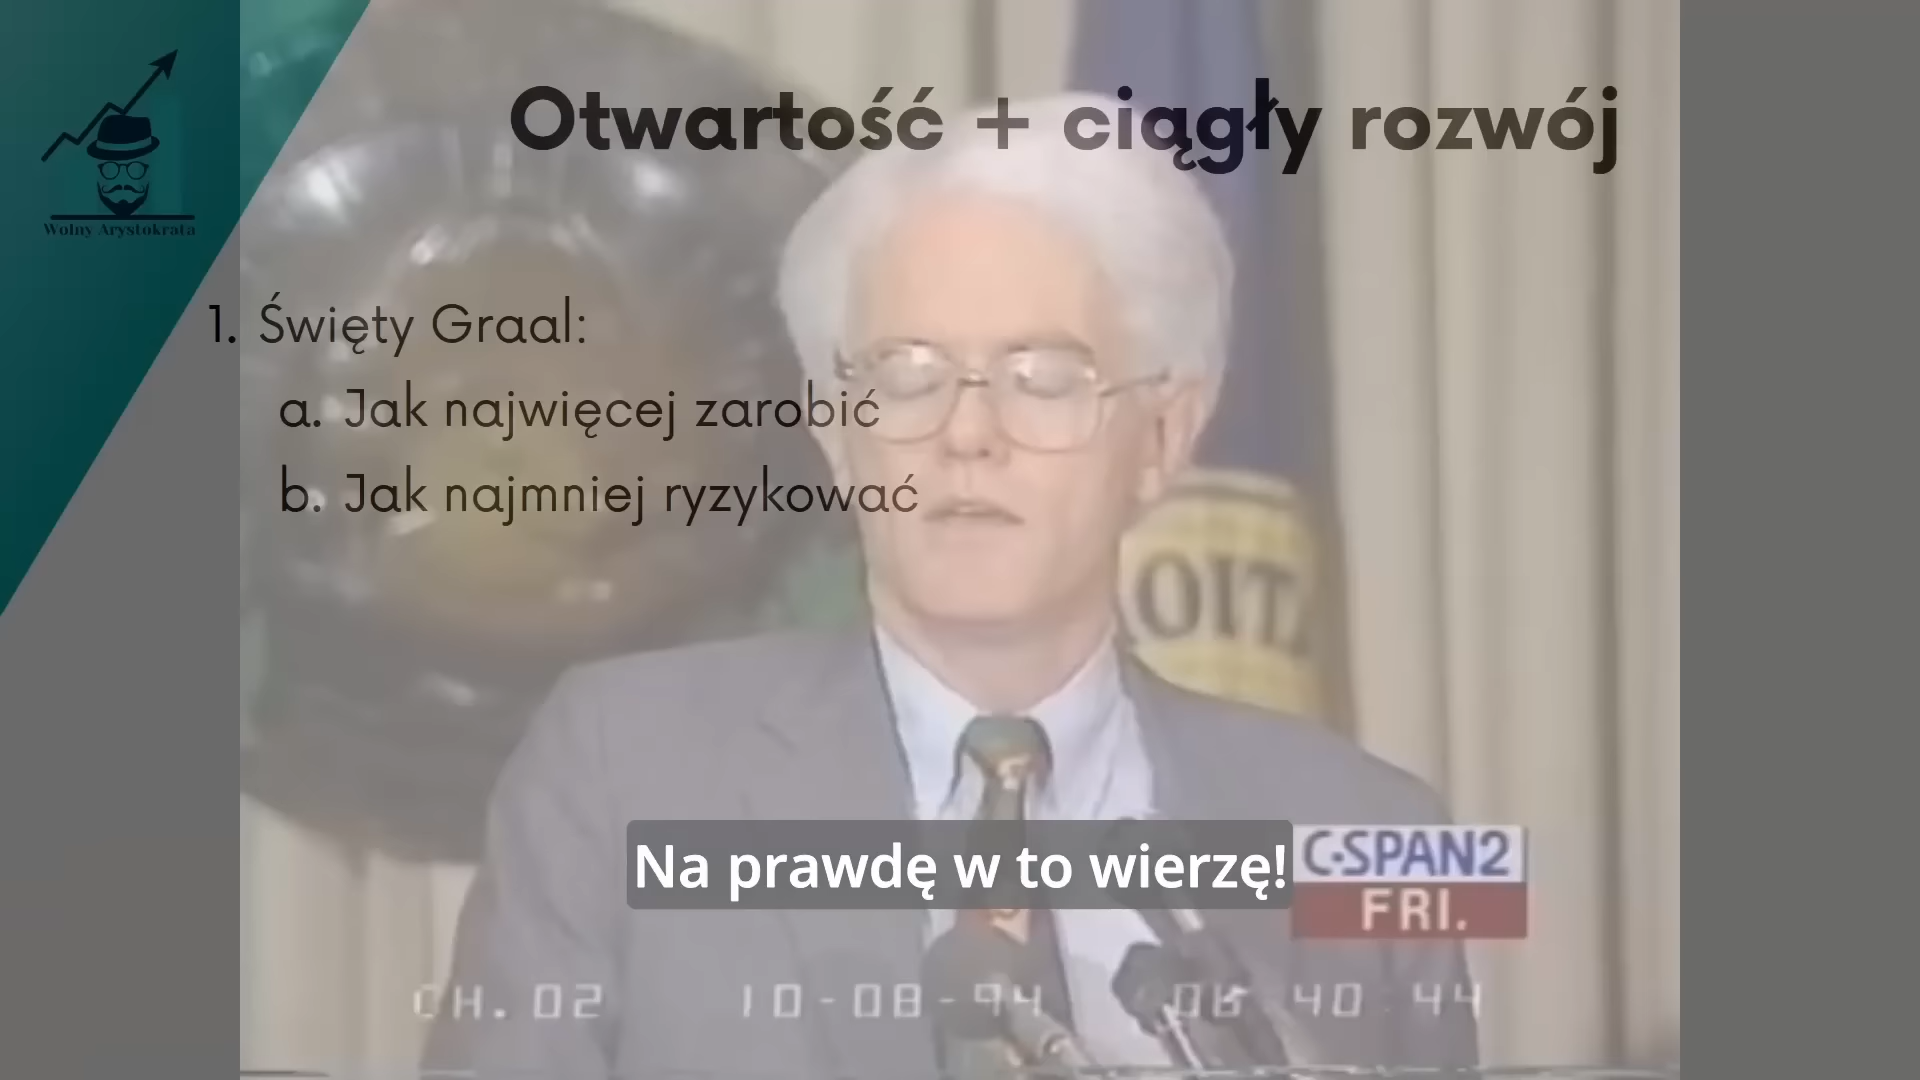 Otwartość + ciągły rozwój
Wolny Arystokrata
1. Święty Graal:
a. Jak najwięcej zarobić
b. Jak najmniej ryzykować
OIT
Na prawdę w to wierzę!
C-SPAN2
FRI.
CH. 02 10-08-94 06 40:44